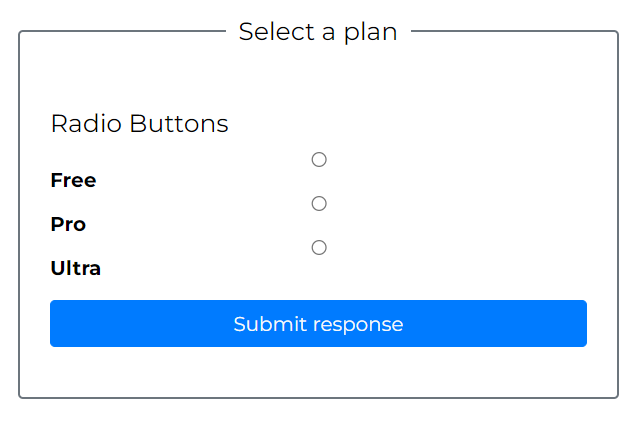 Select a plan
Radio Buttons
Free
Pro
Ultra
Submit response